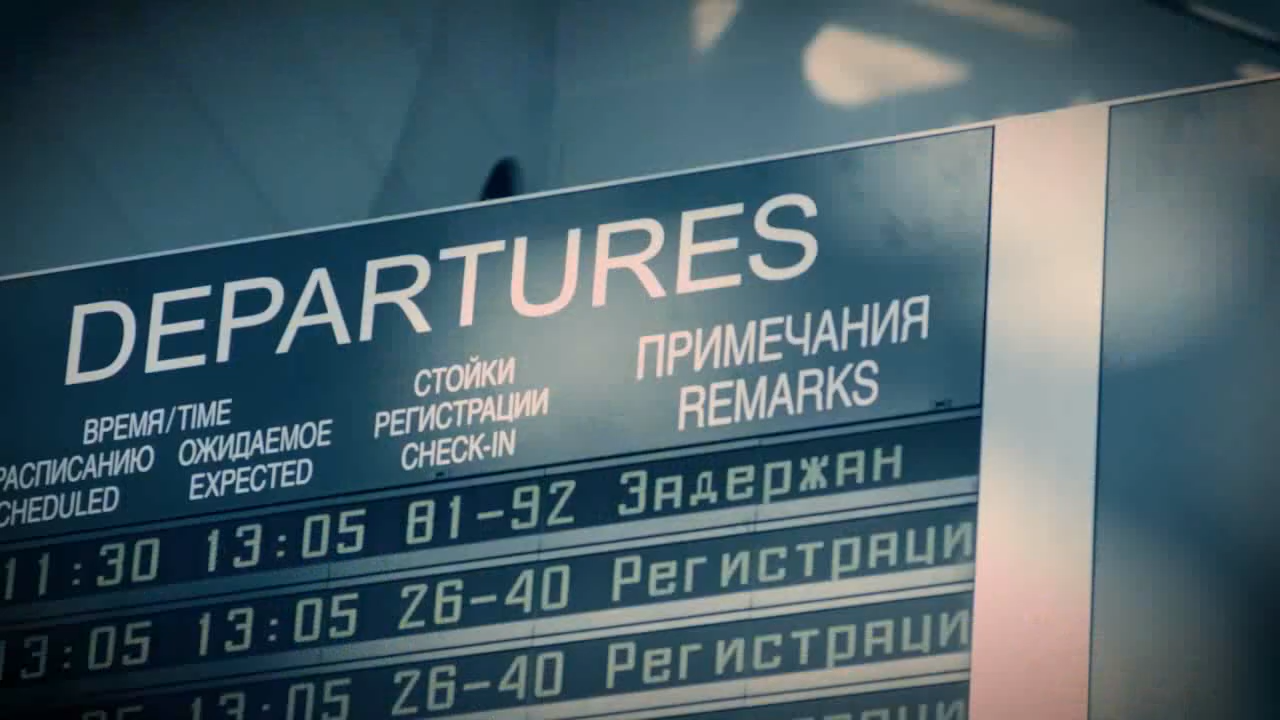 DEPARTURES
ВРЕМЯ/TIME
РАСПИСАНИЮ
CHEDULED
ОЖИДАЕМОЕ
EXPECTED
СТОЙКИ
РЕГИСТРАЦИИ
CHECK-IN
ПРИМЕЧАНИЯ
REMARKS
11:30 13:05 81-92 Задержан
13:05 13:05 26-40 Регистраци
13:05 26-40 Регистраци